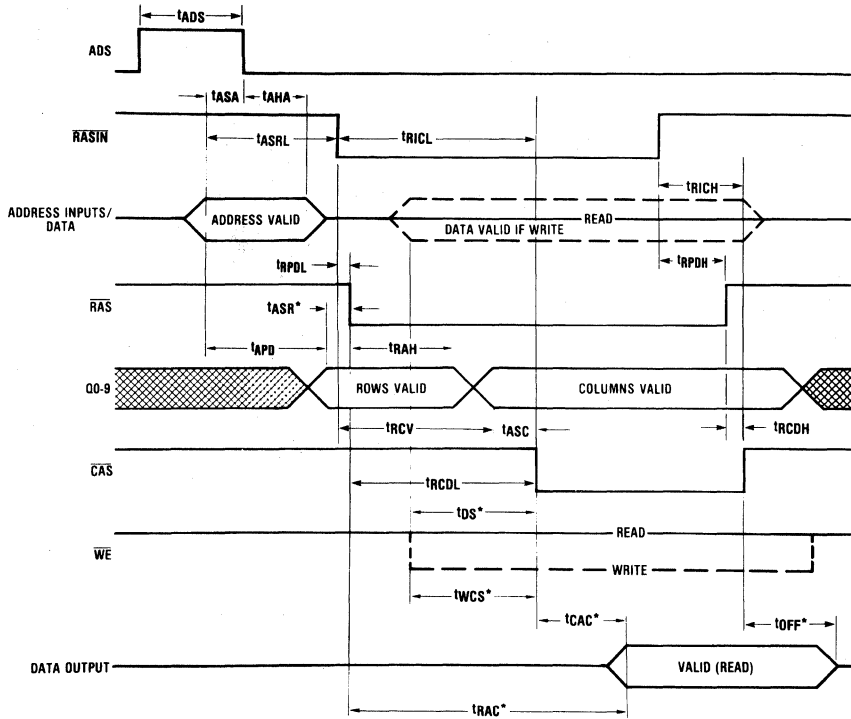 tADS
ADS
tASA
tAHA
RASIN
tASRL
tRICL
tRICH
ADDRESS INPUTS/
DATA
ADDRESS VALID
READ
DATA VALID IF WRITE
tRPDL
tRPDH
RAS
tASR*
tAPD
tRAH
Q0-9
ROWS VALID
COLUMNS VALID
tRCV
tASC
tRCDH
CAS
tRCDL
tDS*
READ
WE
WRITE
tWCS*
tCAC*
tOFF*
DATA OUTPUT
VALID (READ)
tRAC*